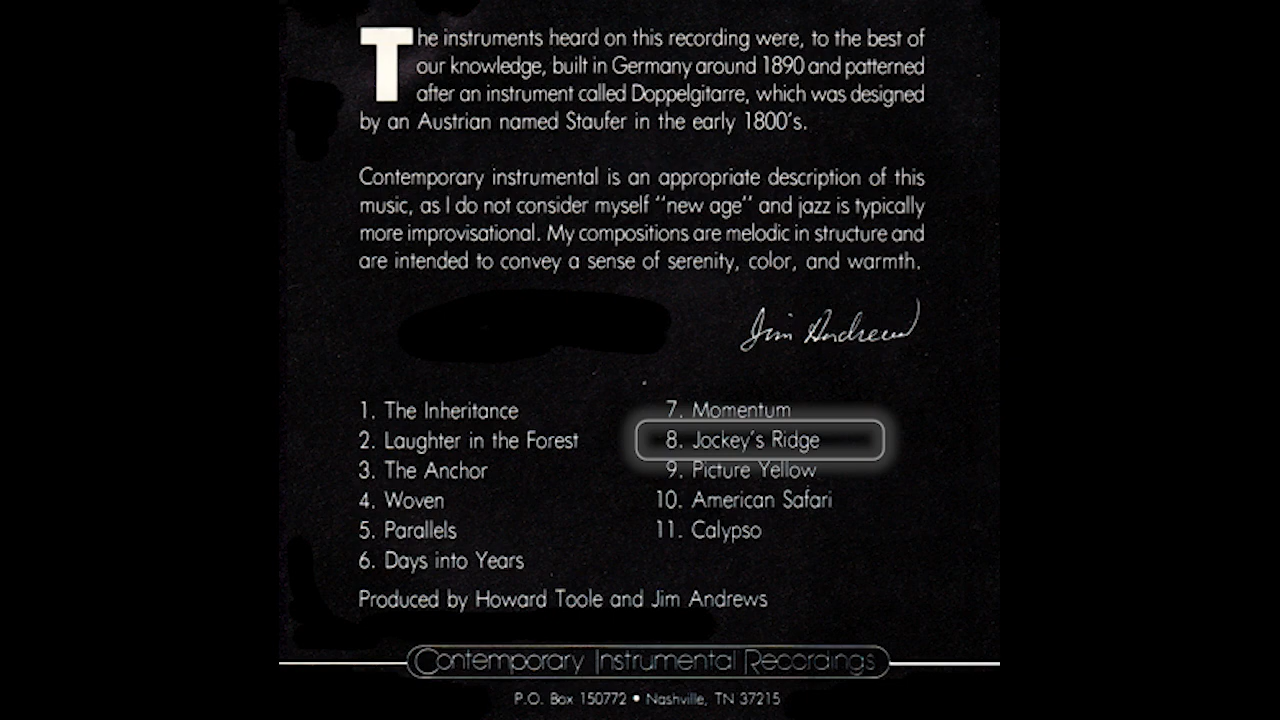 The instruments heard on this recording were, to the best of
our knowledge, built in Germany around 1890 and patterned
after an instrument called Doppelgitarre, which was designed
by an Austrian named Staufer in the early 1800's.
Contemporary instrumental is an appropriate description of this
music, as I do not consider myself "new age" and jazz is typically
more improvisational. My compositions are melodic in structure and
are intended to convey a sense of serenity, color, and warmth.
Jim Andrews
1. The Inheritance
2. Laughter in the Forest
3. The Anchor
4. Woven
5. Parallels
6. Days into Years
7. Momentum
8. Jockey's Ridge
9. Picture Yellow
10. American Safari
11. Calypso
Produced by Howard Toole and Jim Andrews
Contemporary Instrumental Recordings
P.O. Box 150772 • Nashville, TN 37215